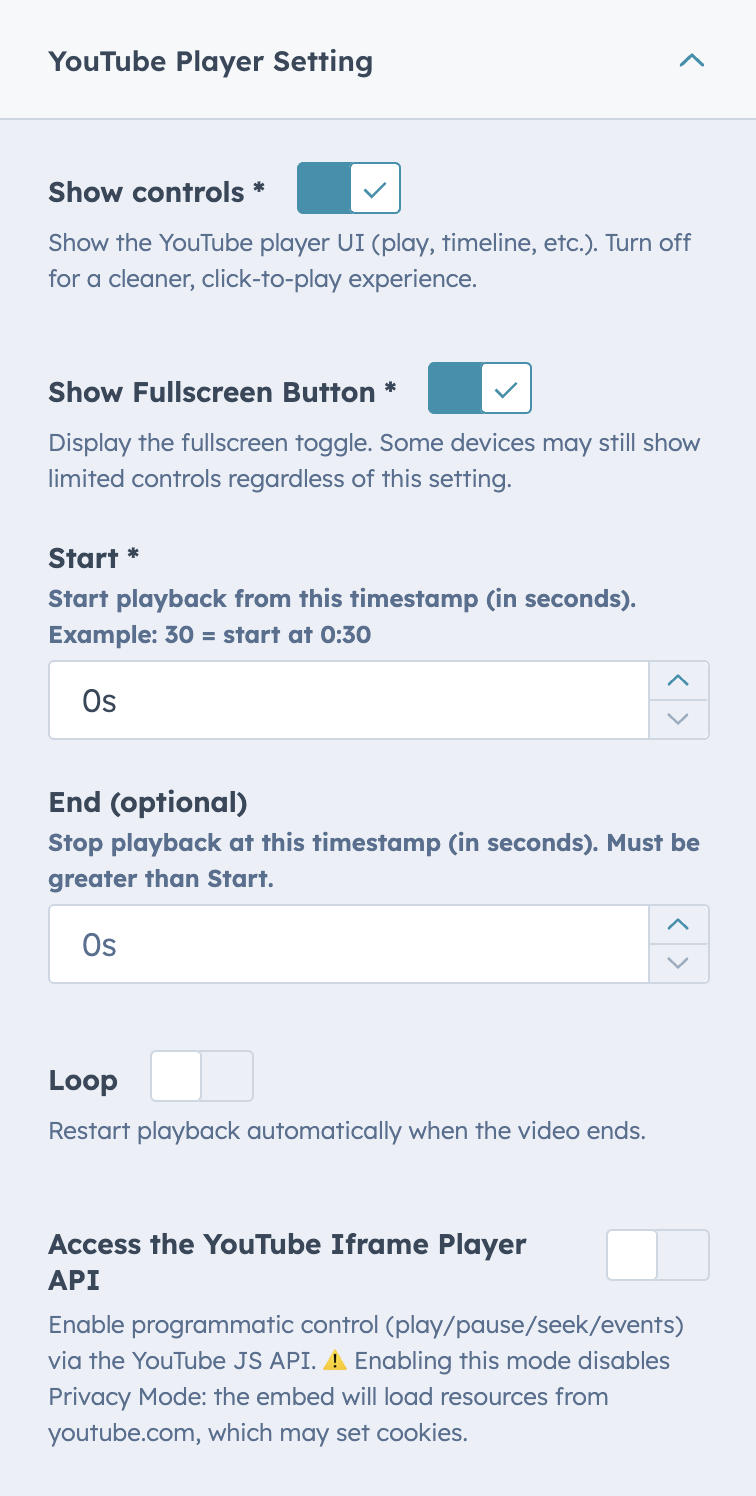 YouTube Player Setting
Show controls *
Show the YouTube player UI (play, timeline, etc.). Turn off
for a cleaner, click-to-play experience.
Show Fullscreen Button *
Display the fullscreen toggle. Some devices may still show
limited controls regardless of this setting.
Start *
Start playback from this timestamp (in seconds).
Example: 30 = start at 0:30
0s
End (optional)
Stop playback at this timestamp (in seconds). Must be
greater than Start.
0s
Loop
Restart playback automatically when the video ends.
Access the YouTube Iframe Player
API
Enable programmatic control (play/pause/seek/events)
via the YouTube JS API. ⚠️ Enabling this mode disables
Privacy Mode: the embed will load resources from
youtube.com, which may set cookies.